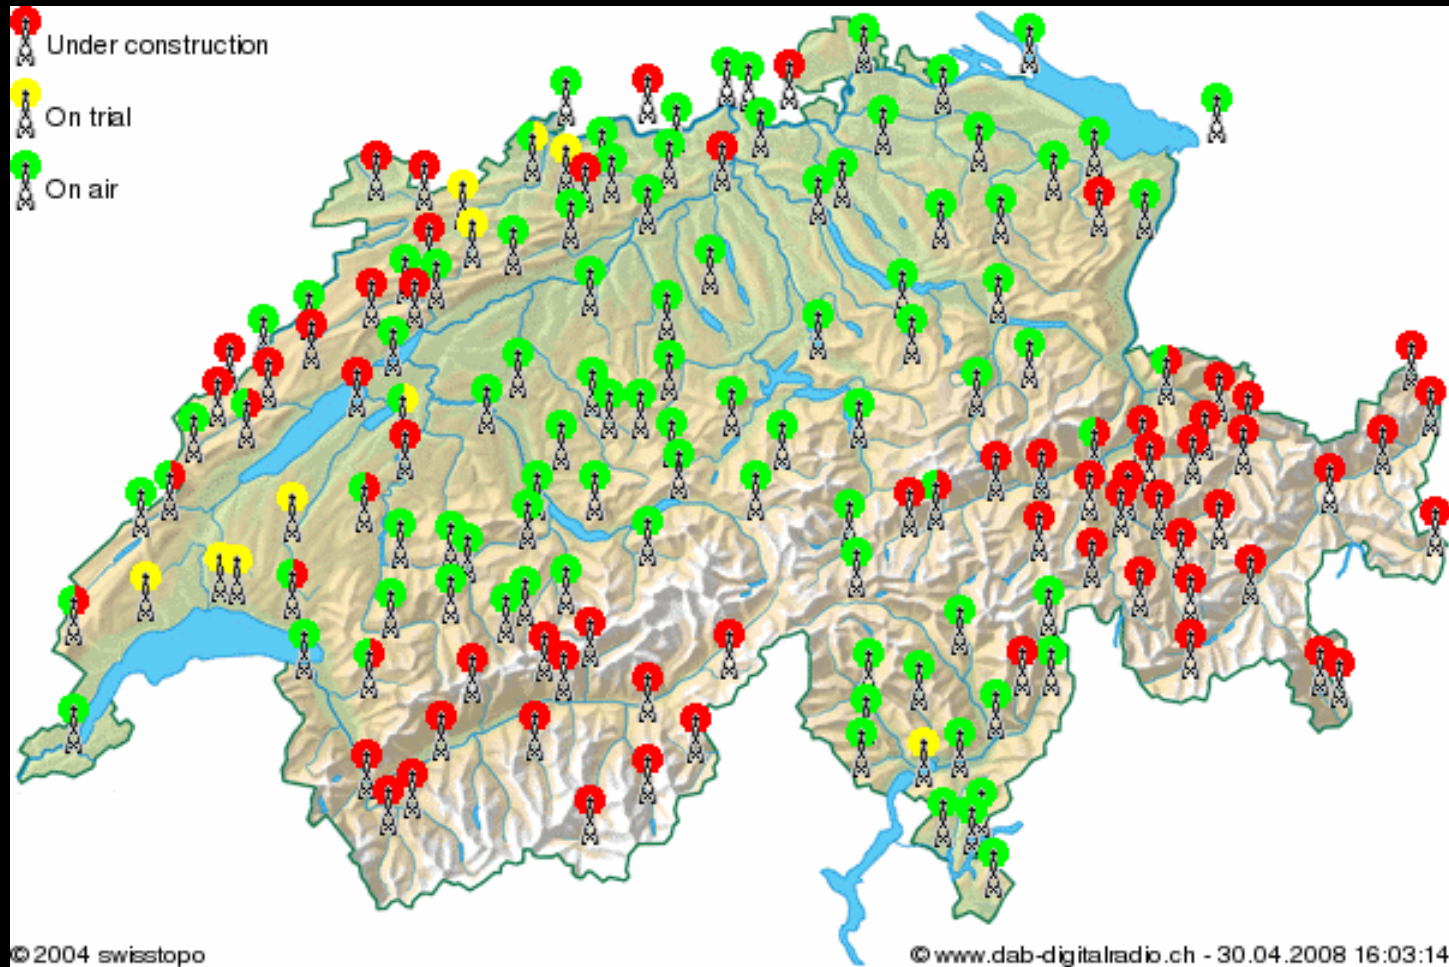 Under construction
On trial
On air
©2004 swisstopo
©www.dab-digitalradio.ch - 30.04.2008 16:03:14